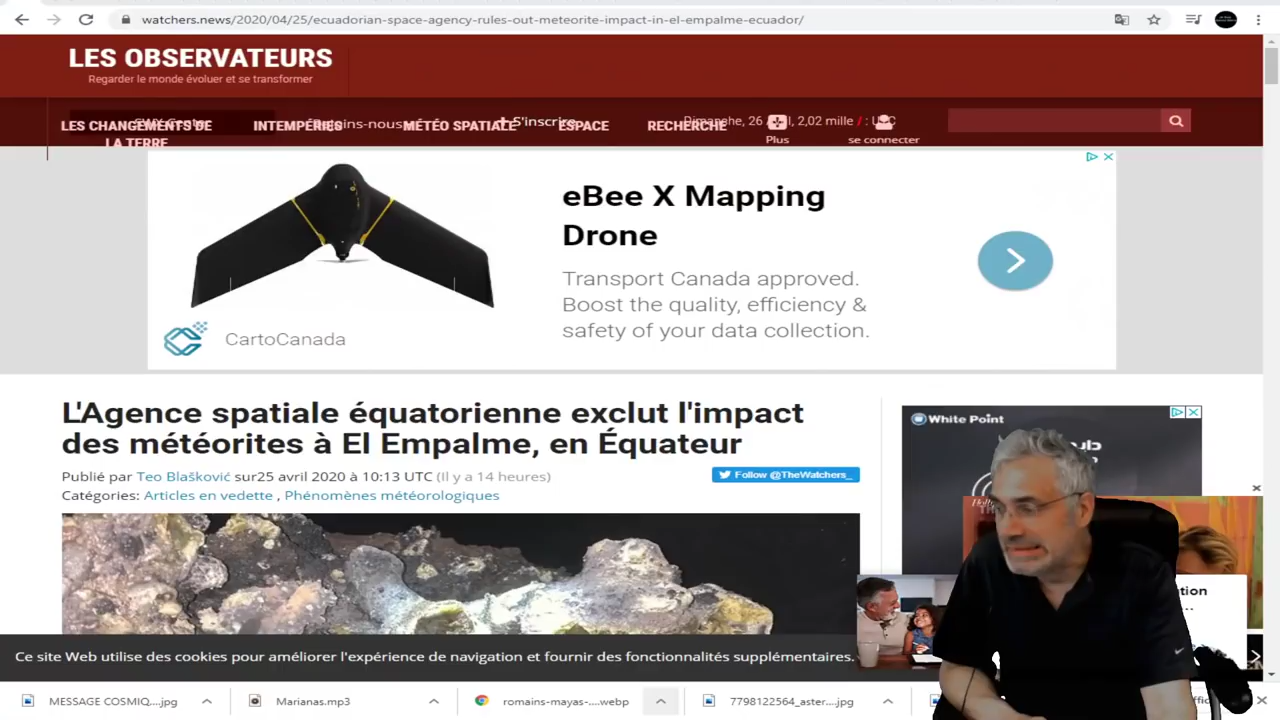 watchers.news/2020/04/25/ecuadorian-space-agency-rules-out-meteorite-impact-in-el-empalme-ecuador/
LES OBSERVATEURS
Regarder le monde évoluer et se transformer
LES CHANGEMENTS DE LA TERRE
INTEMPÉRIES
MÉTÉO SPATIALE
S'inscrire
ESPACE
RECHERCHE
Dimanche, 26
2,02 mille / :
Plus
se connecter
eBee X Mapping
Drone
Transport Canada approved.
Boost the quality, efficiency &
safety of your data collection.
CartoCanada
L'Agence spatiale équatorienne exclut l'impact
des météorites à El Empalme, en Équateur
Publié par Teo Blašković sur25 avril 2020 à 10:13 UTC (Il y a 14 heures)
Follow @TheWatchers_
Catégories: Articles en vedette , Phénomènes météorologiques
White Point
Ce site Web utilise des cookies pour améliorer l'expérience de navigation et fournir des fonctionnalités supplémentaires.
MESSAGE COSMIQ....jpg
Marianas.mp3
romains-mayas-....webp
7798122564_aster....jpg